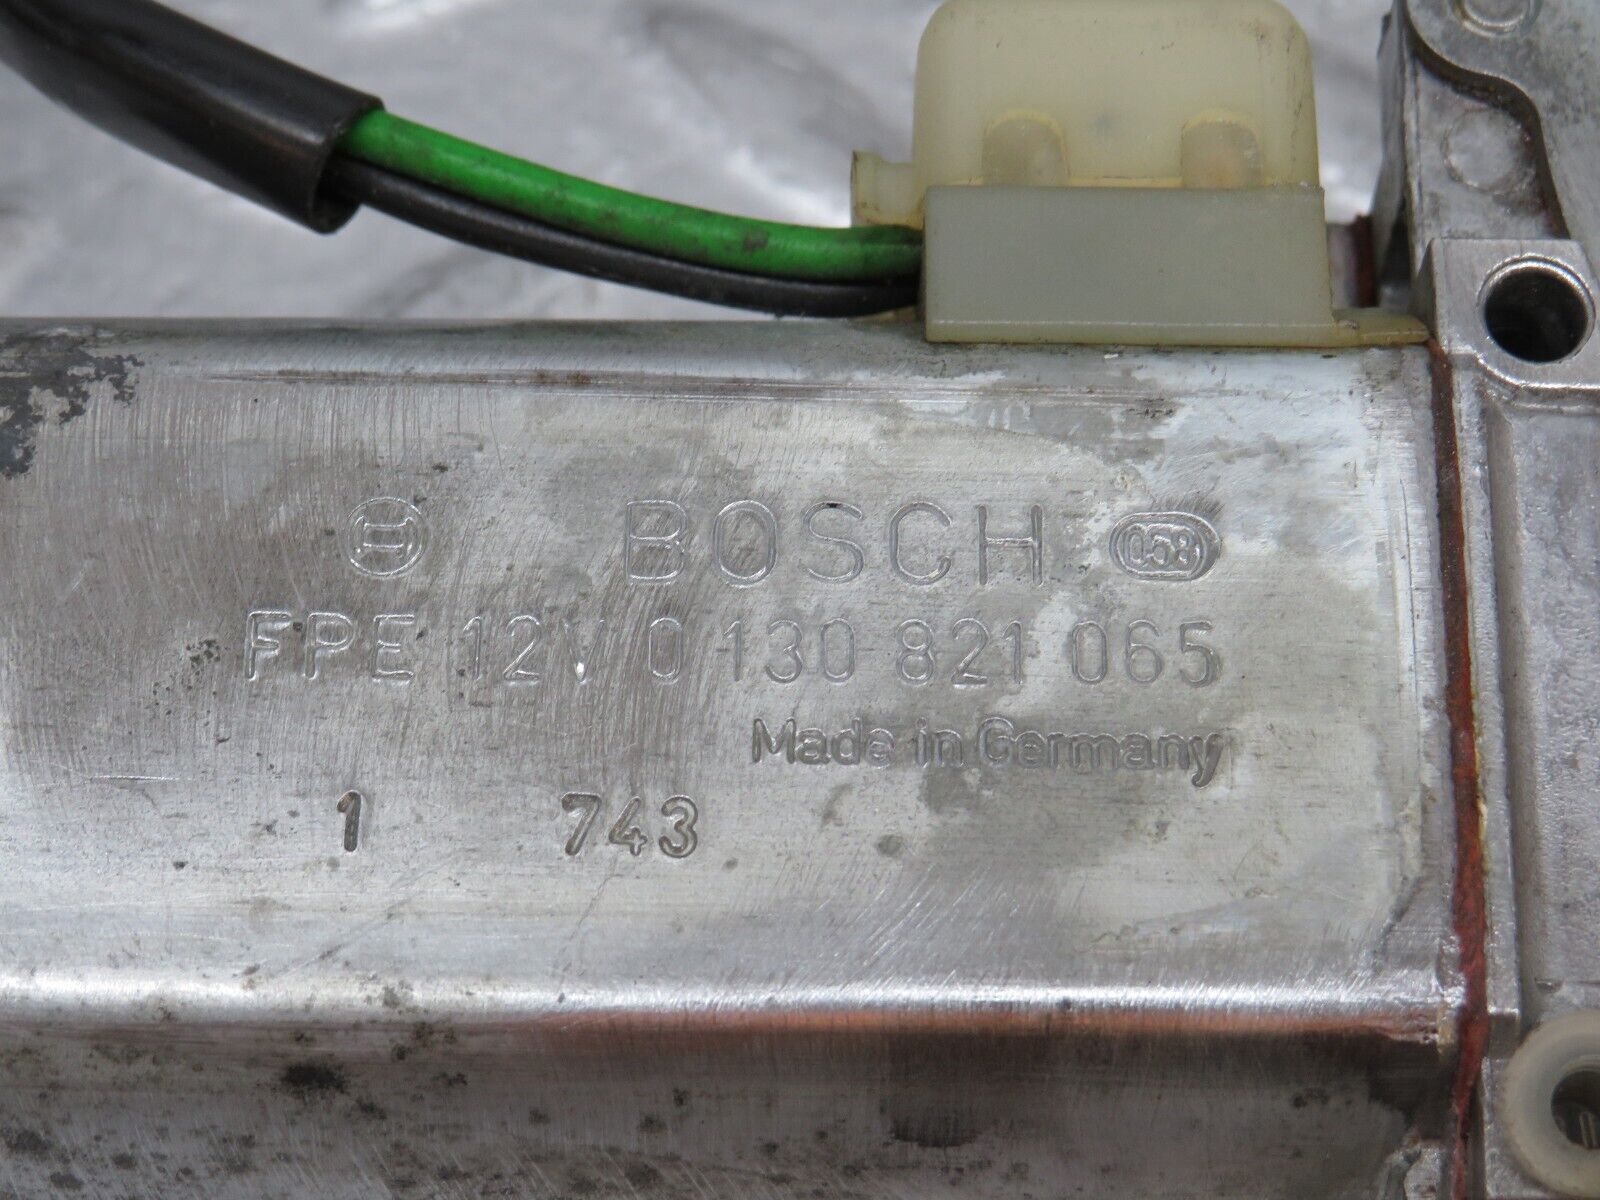 BOSCH 058
FPE 12V 0 130 821 065
Made in Germany
1 743